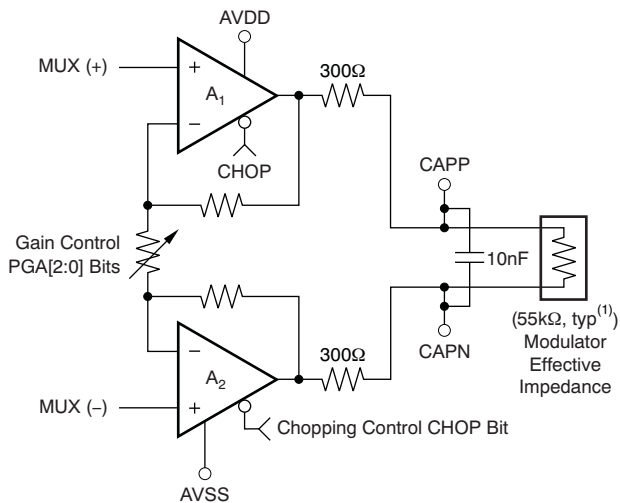 AVDD
MUX (+)
+
A1
−
300Ω
CHOP
CAPP
Gain Control
PGA[2:0] Bits
10nF
(55kΩ, typ(1))
Modulator
Effective
Impedance
CAPN
−
A2
+
300Ω
MUX (−)
Chopping Control CHOP Bit
AVSS